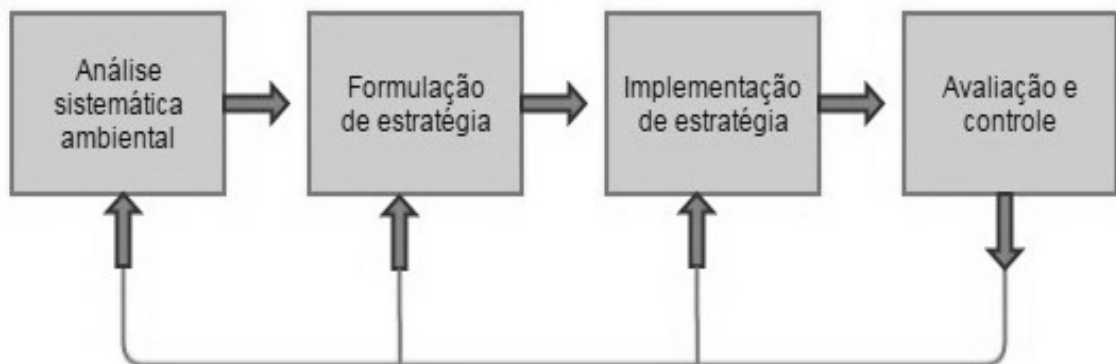 Análise
sistemática
ambiental
Formulação
de estratégia
Implementação
de estratégia
Avaliação e
controle